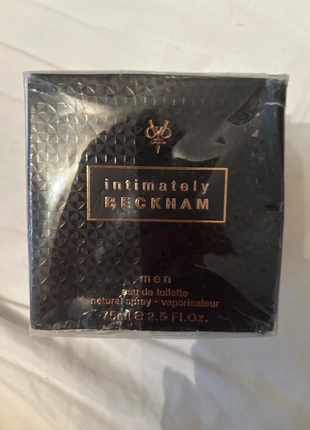 intimately
BECKHAM
men
eau de toilette
natural spray - vaporisateur
75ml e 2.5 Fl.Oz.